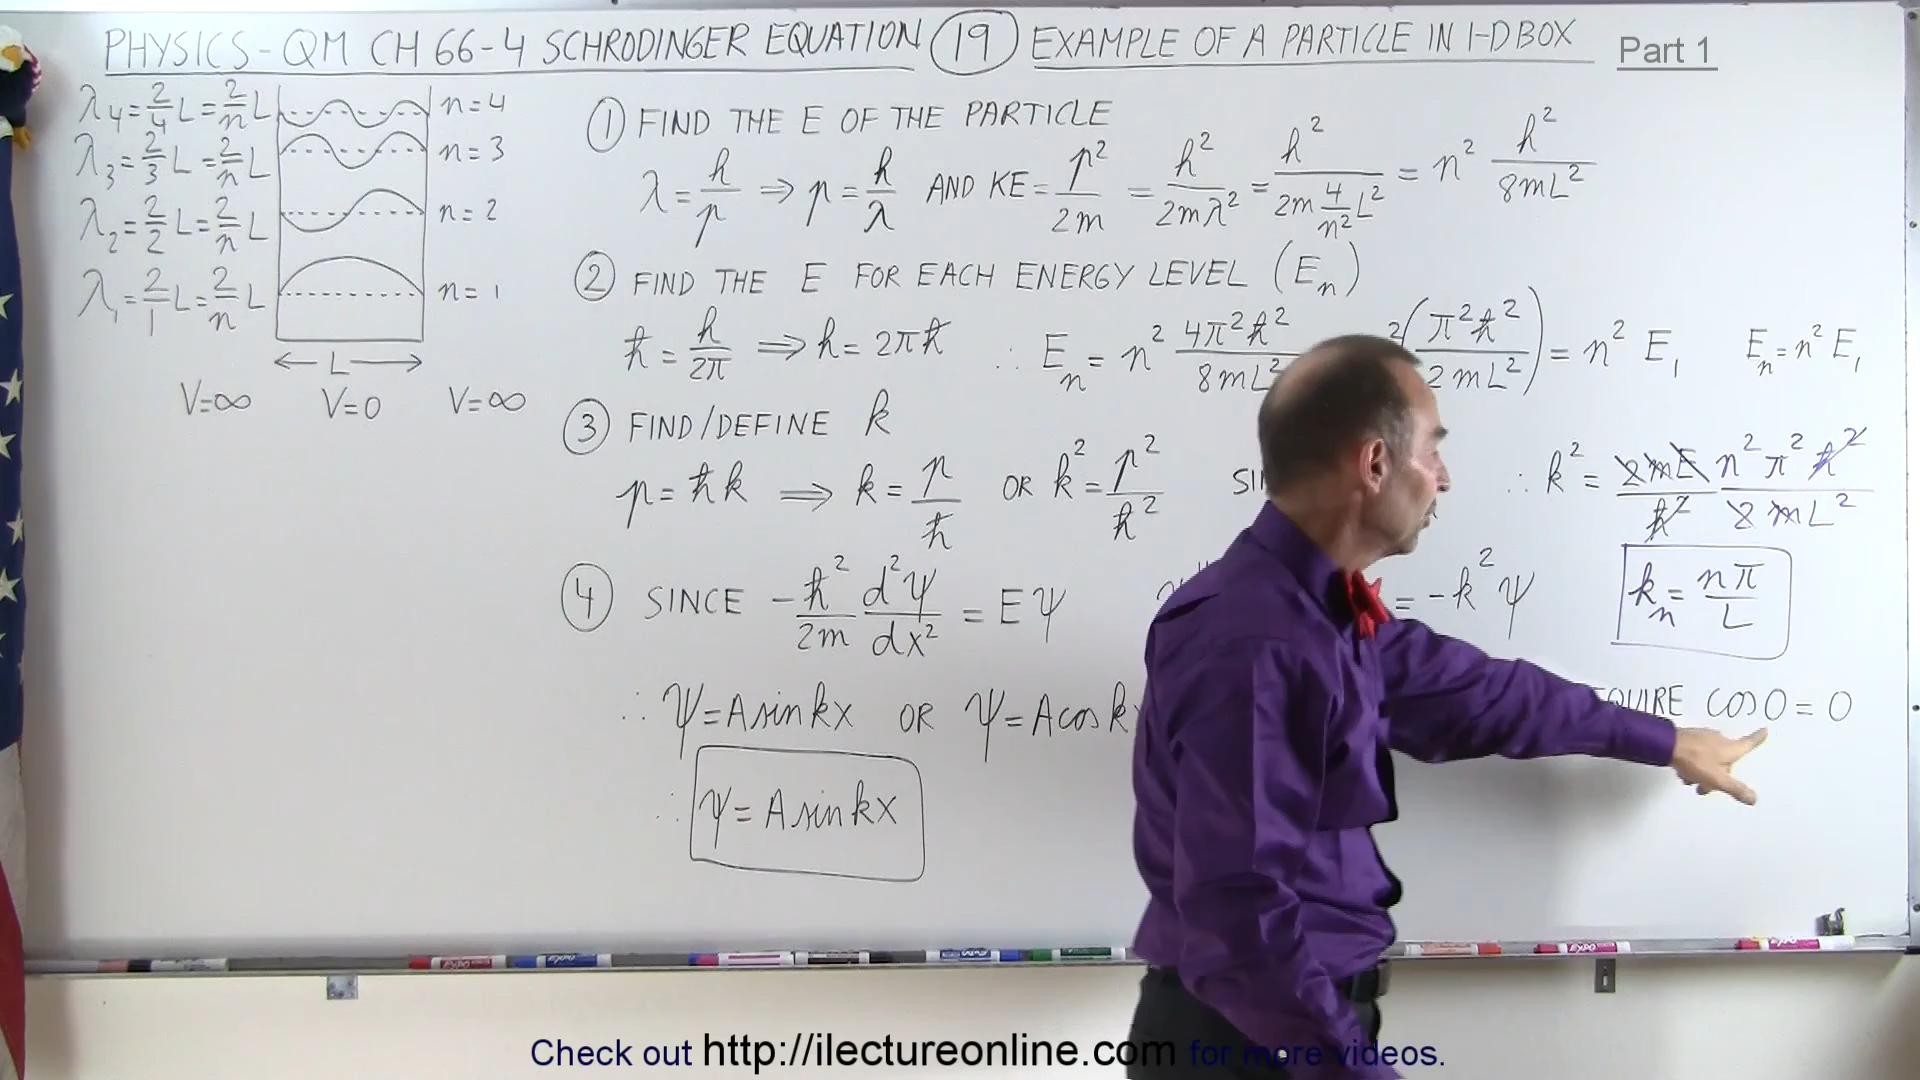 PHYSICS - QM CH 66-4 SCHRODINGER EQUATION 19 EXAMPLE OF A PARTICLE IN 1-D BOX Part 1
λ₄ = 2/4 L = 2/n L n = 4
λ₃ = 2/3 L = 2/n L n = 3
λ₂ = 2/2 L = 2/n L n = 2
λ₁ = 2/1 L = 2/n L n = 1
L
V=∞ V=0 V=∞
① FIND THE E OF THE PARTICLE
λ = h/p ⇒ p = h/λ AND KE = p²/2m = h²/2mλ² = h²/(2m 4/n² L²) = n² h²/8mL²
② FIND THE E FOR EACH ENERGY LEVEL (Eₙ)
ħ = h/2π ⇒ h = 2πħ ∴ Eₙ = n² 4π²ħ²/8mL² ²(π²ħ²/2mL²) = n² E₁ Eₙ = n² E₁
③ FIND/DEFINE k
p = ħk ⇒ k = p/ħ OR k² = p²/ħ² ∴ k² = 2mE/ħ² n²π²ħ²/2mL²
kₙ = nπ/L
④ SINCE -ħ²/2m d²ψ/dx² = Eψ = -k²ψ
∴ ψ = A sin kx OR ψ = A cos k COS 0 = 0
∴ ψ = A sin kx
EXPO
EXPO
Check out http://ilectureonline.com for more videos.